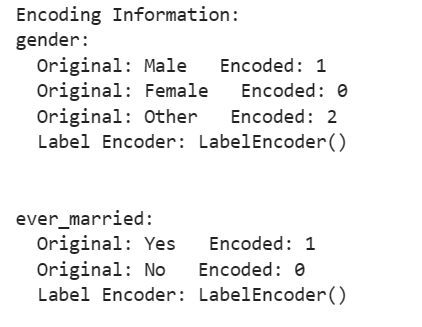 Encoding Information:
gender:
  Original: Male   Encoded: 1
  Original: Female   Encoded: 0
  Original: Other   Encoded: 2
  Label Encoder: LabelEncoder()
ever_married:
  Original: Yes   Encoded: 1
  Original: No   Encoded: 0
  Label Encoder: LabelEncoder()